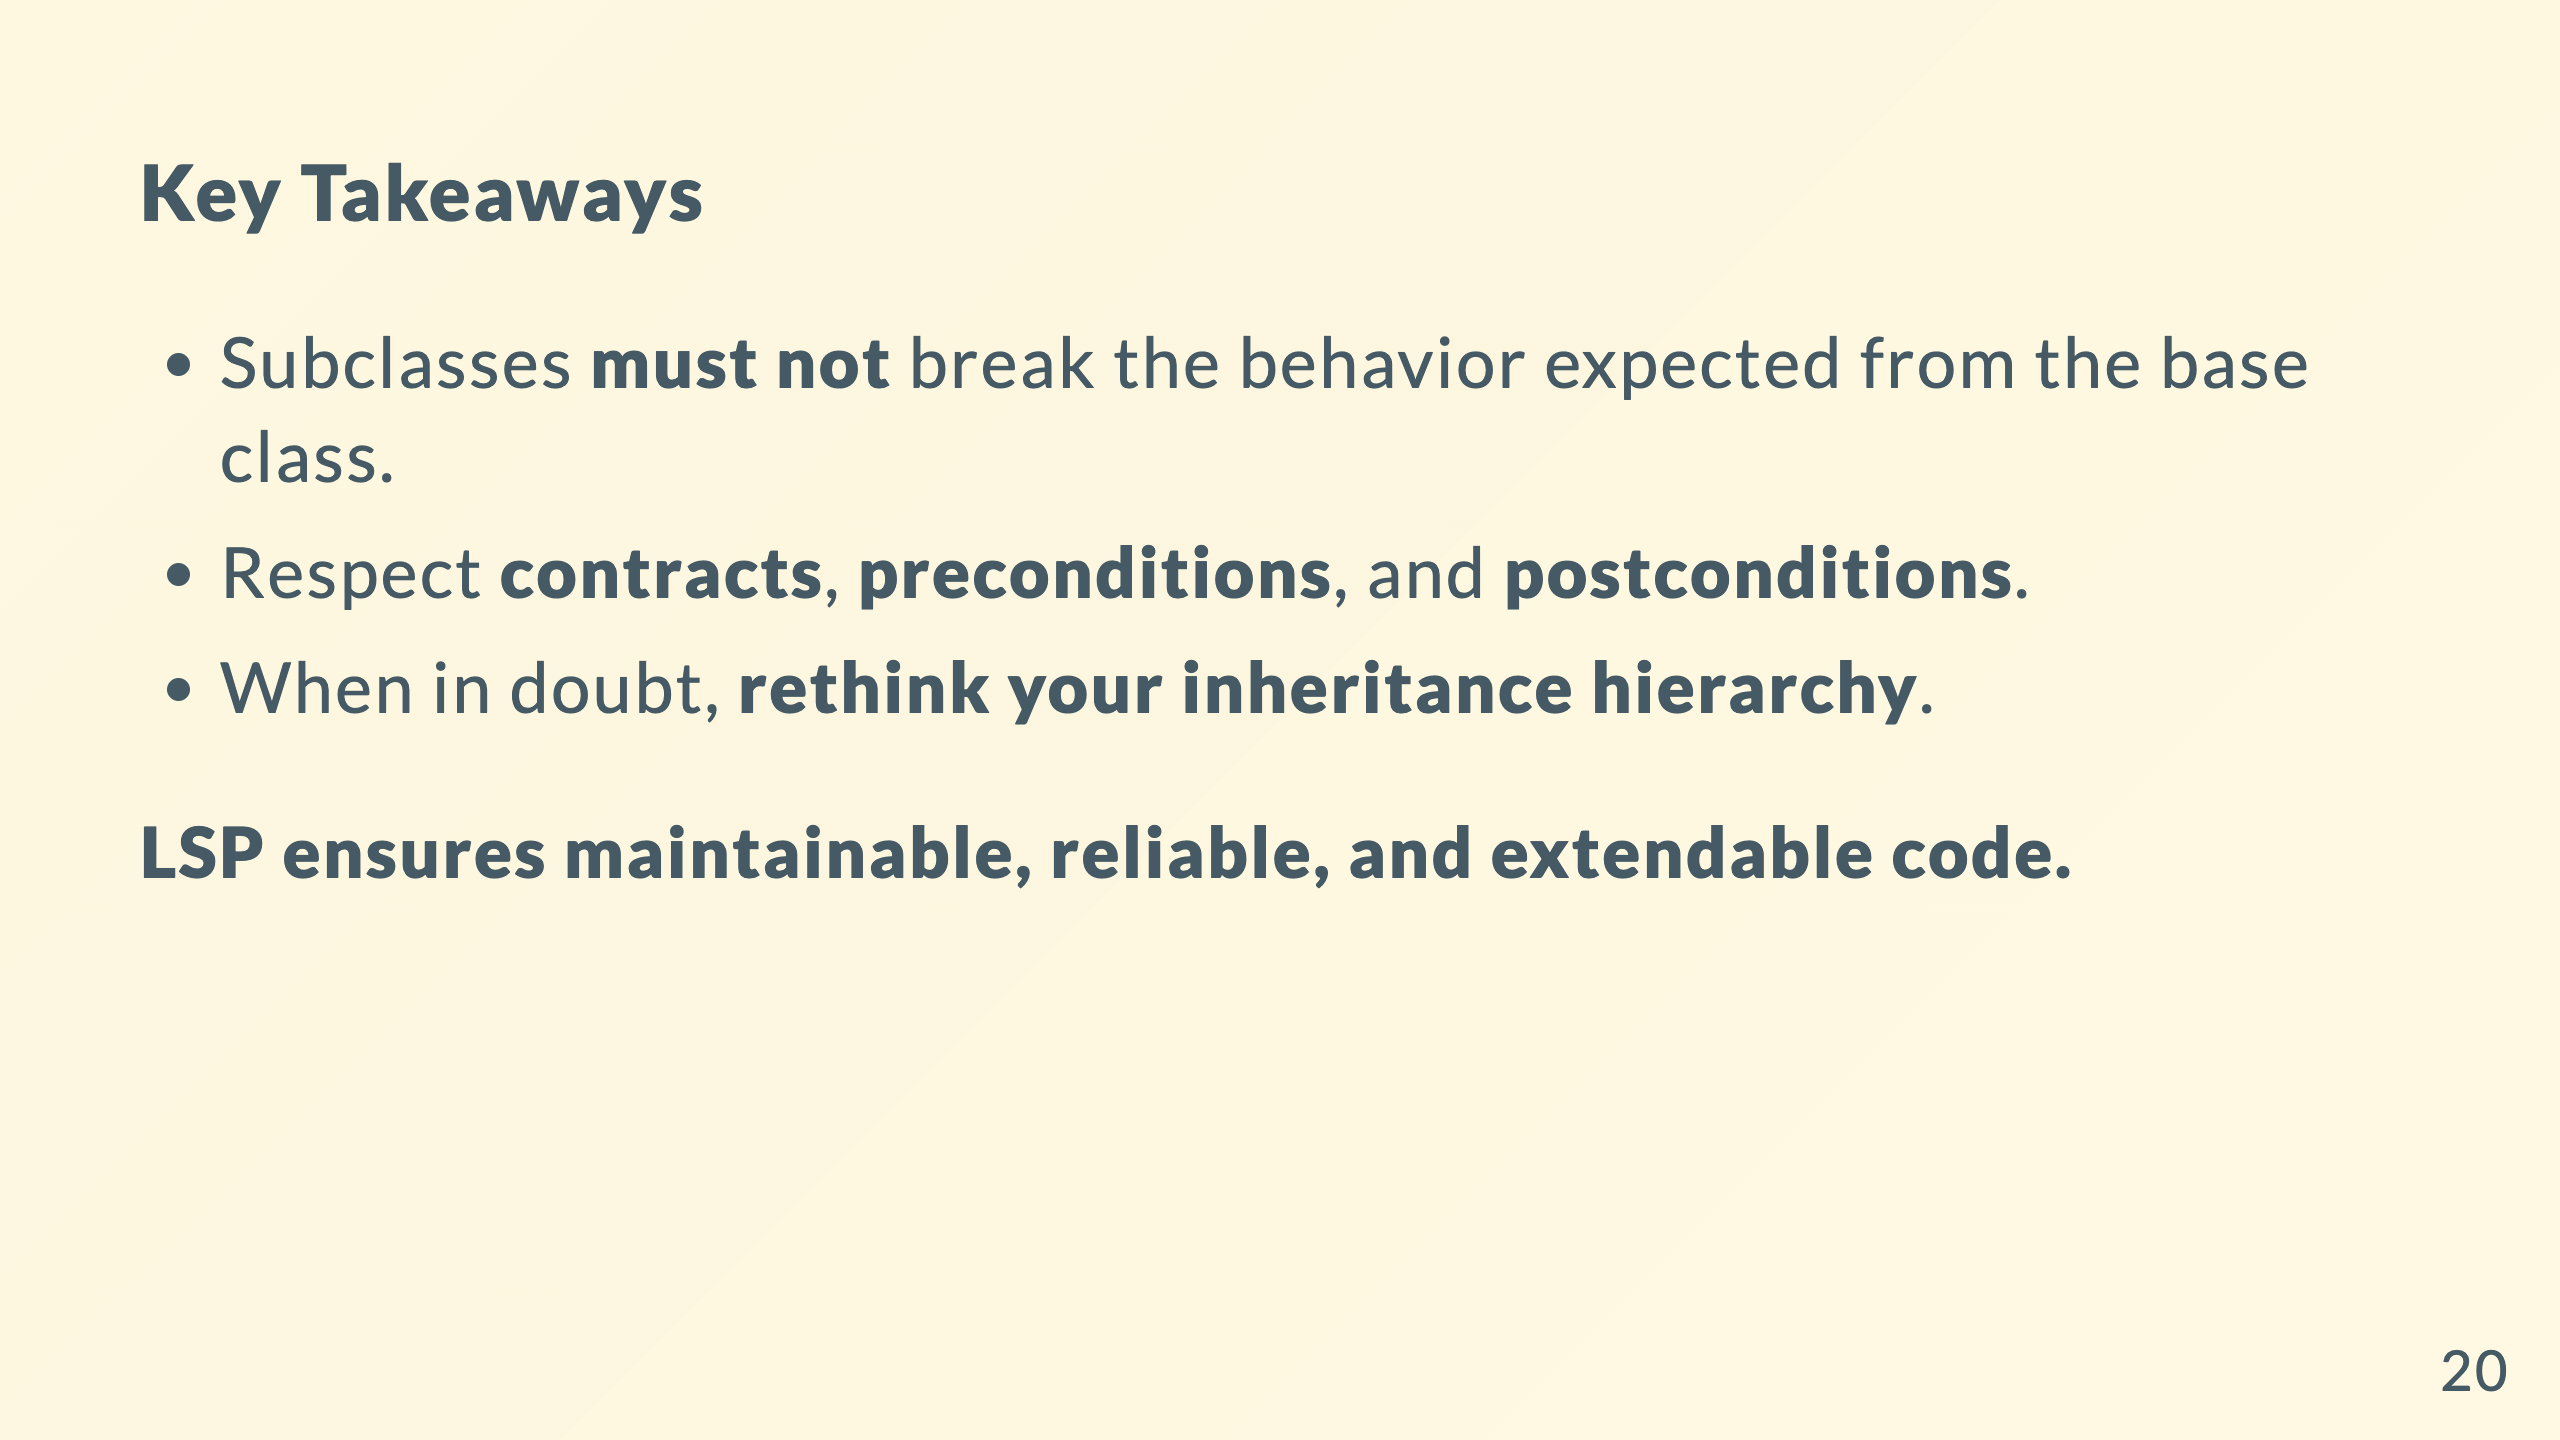 Key Takeaways
• Subclasses must not break the behavior expected from the base
class.
• Respect contracts, preconditions, and postconditions.
• When in doubt, rethink your inheritance hierarchy.
LSP ensures maintainable, reliable, and extendable code.
20